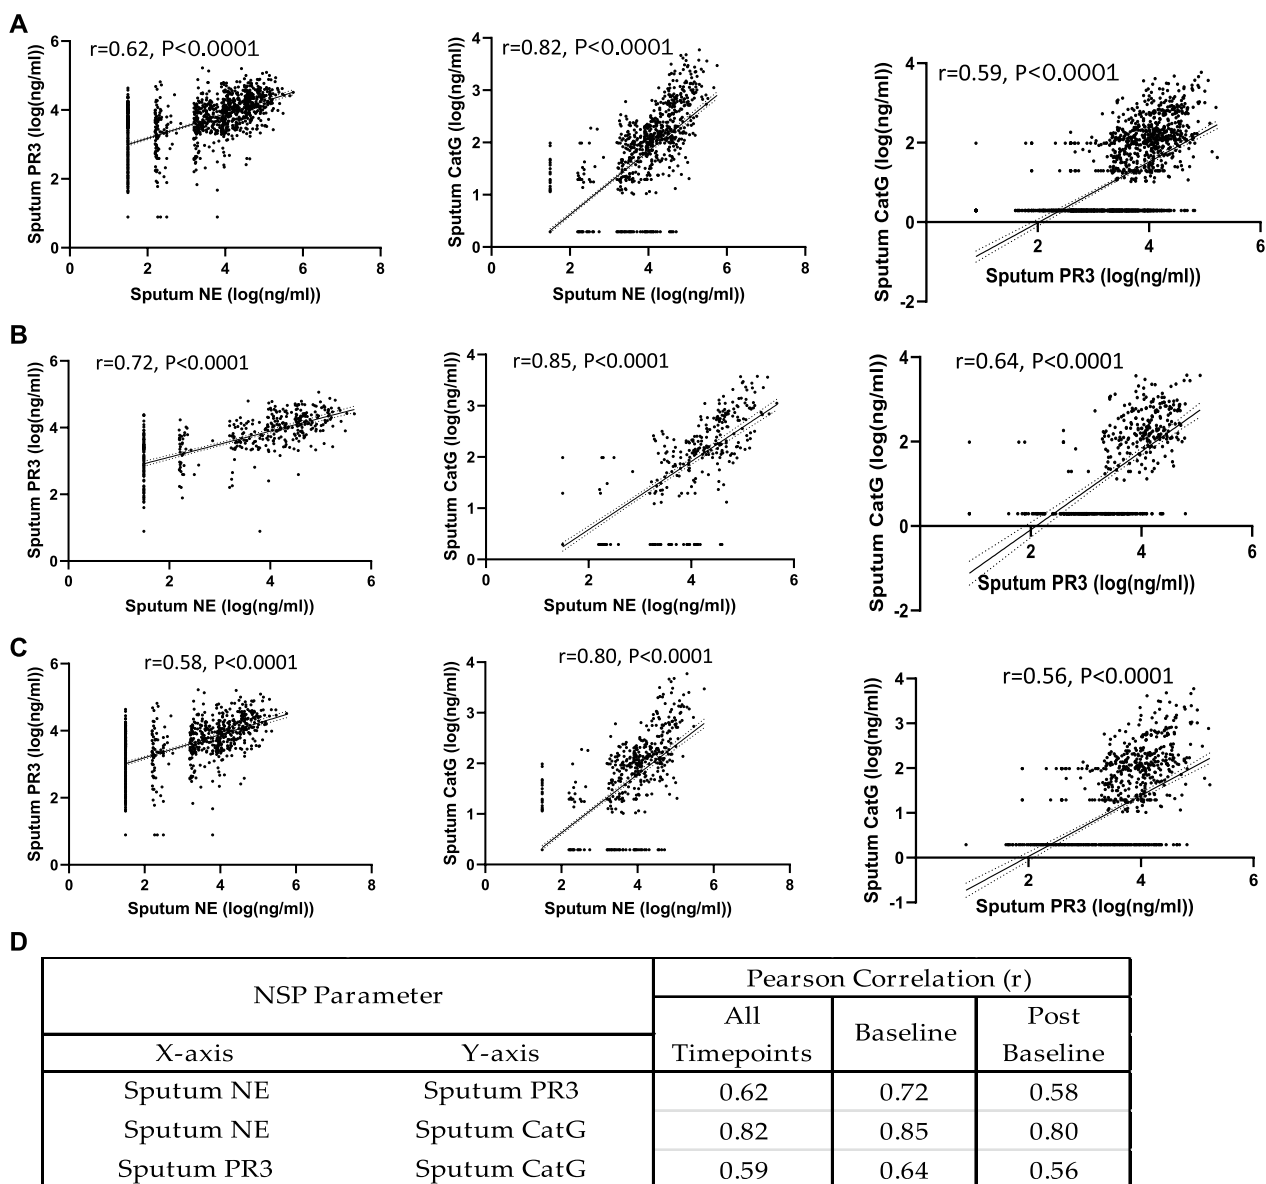 A
r=0.62, P<0.0001
Sputum PR3 (log(ng/ml))
6
4
2
0
0 2 4 6 8
Sputum NE (log(ng/ml))
r=0.82, P<0.0001
Sputum CatG (log(ng/ml))
4
3
2
1
0
0 2 4 6 8
Sputum NE (log(ng/ml))
r=0.59, P<0.0001
Sputum CatG (log(ng/ml))
4
2
0
-2
2 4 6
Sputum PR3 (log(ng/ml))
B
r=0.72, P<0.0001
Sputum PR3 (log(ng/ml))
6
4
2
0
0 2 4 6
Sputum NE (log(ng/ml))
r=0.85, P<0.0001
Sputum CatG (log(ng/ml))
4
3
2
1
0
0 2 4 6
Sputum NE (log(ng/ml))
r=0.64, P<0.0001
Sputum CatG (log(ng/ml))
4
2
0
-2
2 4 6
Sputum PR3 (log(ng/ml))
C
r=0.58, P<0.0001
Sputum PR3 (log(ng/ml))
6
4
2
0
0 2 4 6 8
Sputum NE (log(ng/ml))
r=0.80, P<0.0001
Sputum CatG (log(ng/ml))
4
3
2
1
0
0 2 4 6 8
Sputum NE (log(ng/ml))
r=0.56, P<0.0001
Sputum CatG (log(ng/ml))
4
3
2
1
0
-1
2 4 6
Sputum PR3 (log(ng/ml))
D
NSP Parameter Pearson Correlation (r)
X-axis Y-axis All Timepoints Baseline Post Baseline
Sputum NE Sputum PR3 0.62 0.72 0.58
Sputum NE Sputum CatG 0.82 0.85 0.80
Sputum PR3 Sputum CatG 0.59 0.64 0.56